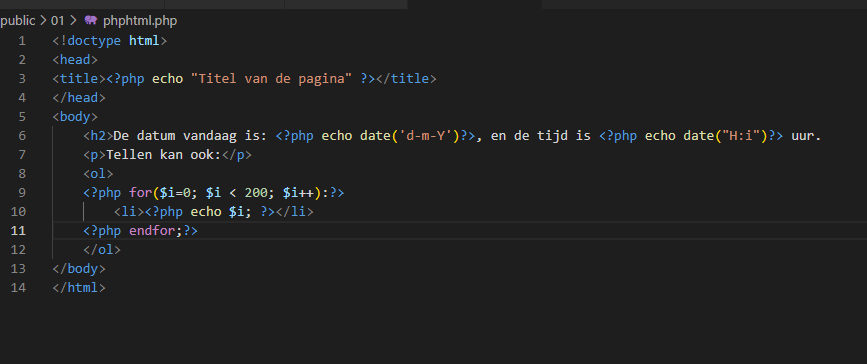 public > 01 > phphtml.php
1 <!doctype html>
2 <head>
3 <title><?php echo "Titel van de pagina" ?></title>
4 </head>
5 <body>
6     <h2>De datum vandaag is: <?php echo date('d-m-Y')?>, en de tijd is <?php echo date("H:i")?> uur.
7     <p>Tellen kan ook:</p>
8     <ol>
9     <?php for($i=0; $i < 200; $i++):?>
10         <li><?php echo $i; ?></li>
11     <?php endfor;?>
12     </ol>
13 </body>
14 </html>